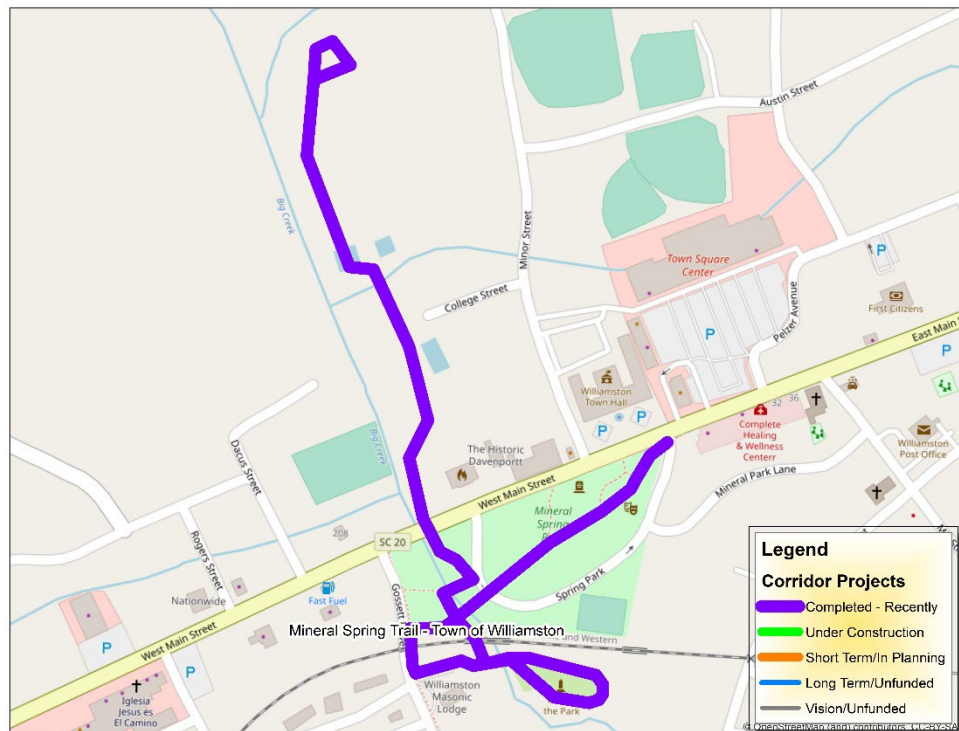 Austin Street
Big Creek
Minor Street
Town Square
Center
P
College Street
Pelzer Avenue
First Citizens
P
East Main
P
Williamston
Town Hall
P
P
32
36
Complete
Healing
& Wellness
Centerr
Williamston
Post Office
Dacus Street
Big Creek
The Historic
Davenportt
West Main Street
Mineral Park Lane
Mineral
Spring
208
SC 20
Rogers Street
Nationwide
Fast Fuel
Gossett
Spring Park
Mineral Spring Trail - Town of Williamston
and Western
West Main Street
P
Iglesia
Jesus es
El Camino
Williamston
Masonic
Lodge
the Park
Legend
Corridor Projects
Completed - Recently
Under Construction
Short Term/In Planning
Long Term/Unfunded
Vision/Unfunded
© OpenStreetMap (and) contributors, CC-BY-SA